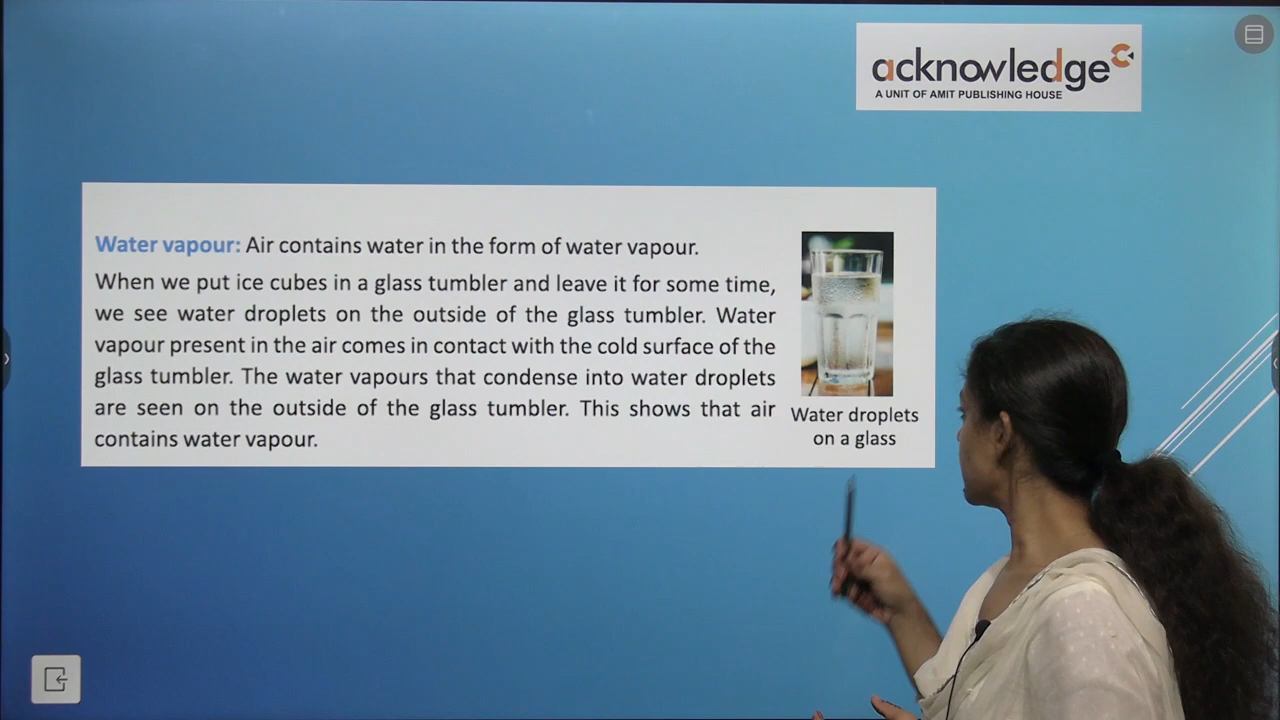 acknowledge
A UNIT OF AMIT PUBLISHING HOUSE
Water vapour: Air contains water in the form of water vapour.
When we put ice cubes in a glass tumbler and leave it for some time,
we see water droplets on the outside of the glass tumbler. Water
vapour present in the air comes in contact with the cold surface of the
glass tumbler. The water vapours that condense into water droplets
are seen on the outside of the glass tumbler. This shows that air
contains water vapour.
Water droplets
on a glass